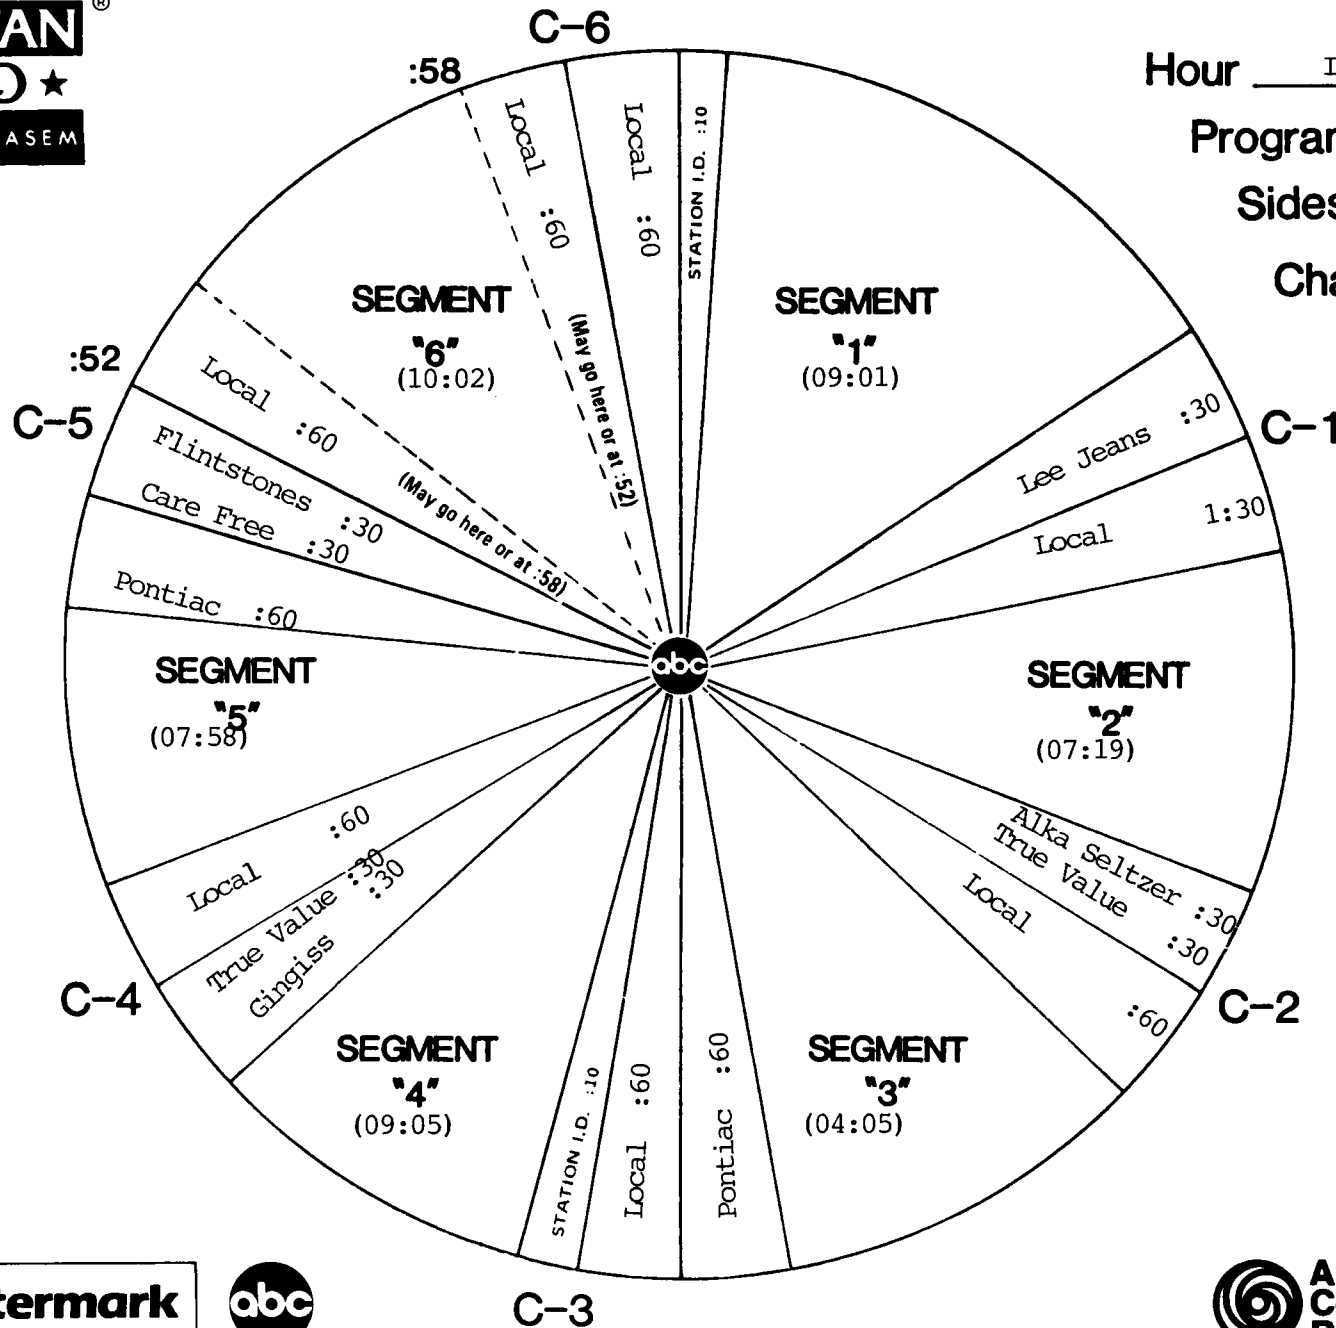 ®
C-6
:58
Hour
ASEM
Local :60
Local :60
STATION I.D. :10
SEGMENT
"6"
(10:02)
(May go here or at :52)
SEGMENT
"1"
(09:01)
:52
C-5
Local :60
(May go here or at :58)
Flintstones :30
Care Free :30
Pontiac :60
Lee Jeans :30
C-1
Local 1:30
abc
SEGMENT
"5"
(07:58)
SEGMENT
"2"
(07:19)
Local :60
True Value :30
Gingiss :30
C-4
Alka Seltzer :30
True Value :30
Local :60
C-2
SEGMENT
"4"
(09:05)
STATION I.D. :10
Local :60
Pontiac :60
SEGMENT
"3"
(04:05)
C-3
termark
abc